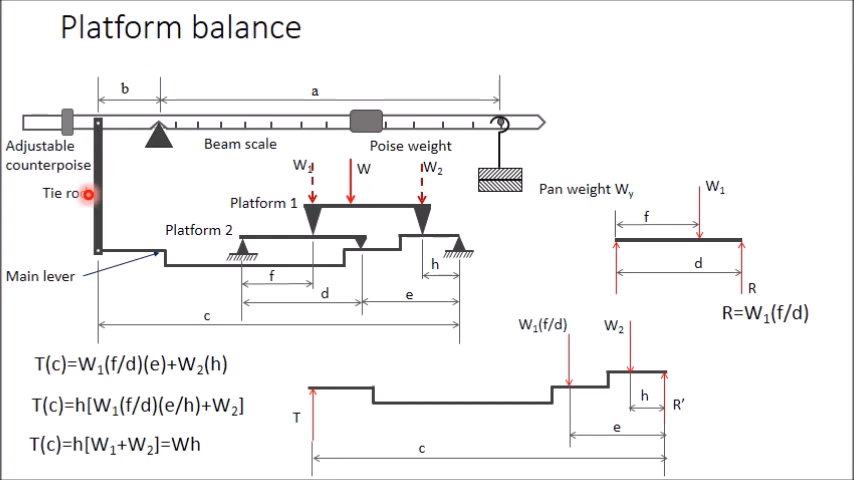 Platform balance
b
a
Adjustable
counterpoise
Beam scale
Poise weight
W₁
W
W₂
Tie ro
Pan weight Wᵧ
W₁
Platform 1
Platform 2
f
d
R
h
Main lever
f
d
e
c
R=W₁(f/d)
W₁(f/d)
W₂
T(c)=W₁(f/d)(e)+W₂(h)
T(c)=h[W₁(f/d)(e/h)+W₂]
T(c)=h[W₁+W₂]=Wh
h
R'
T
e
c